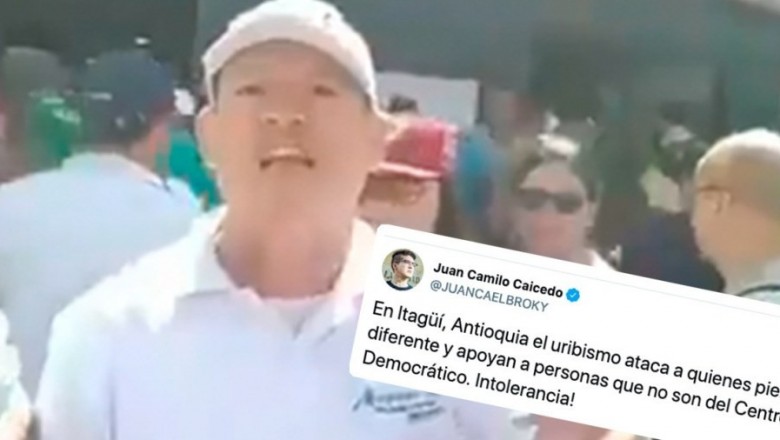 Juan Camilo Caicedo
@JUANCAELBROKY
En Itagüí, Antioquia el uribismo ataca a quienes pie
diferente y apoyan a personas que no son del Centr
Democrático. Intolerancia!